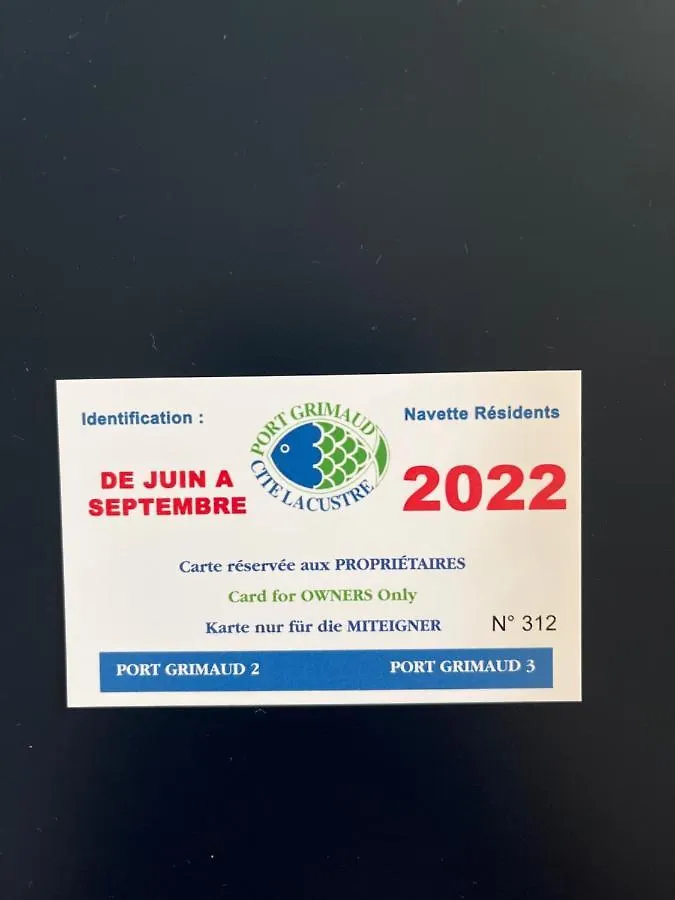 Identification :
PORT GRIMAUD
CITE LACUSTRE
Navette Résidents
DE JUIN A
SEPTEMBRE
2022
Carte réservée aux PROPRIÉTAIRES
Card for OWNERS Only
Karte nur für die MITEIGNER
N° 312
PORT GRIMAUD 2
PORT GRIMAUD 3